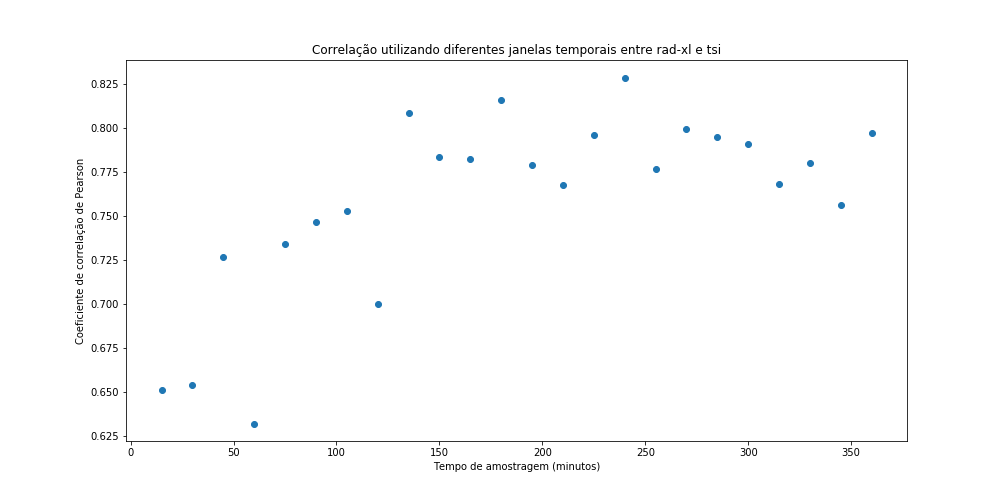 Correlação utilizando diferentes janelas temporais entre rad-xl e tsi
Coeficiente de correlação de Pearson
0.825
0.800
0.775
0.750
0.725
0.700
0.675
0.650
0.625
0 50 100 150 200 250 300 350
Tempo de amostragem (minutos)